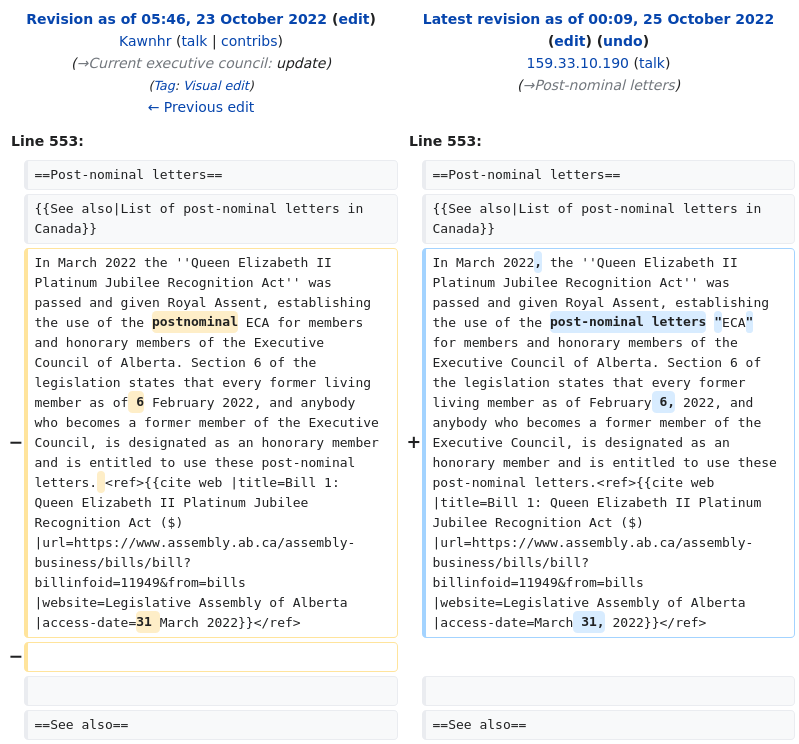 Revision as of 05:46, 23 October 2022 (edit)
Kawnhr (talk | contribs)
(→Current executive council: update)
(Tag: Visual edit)
← Previous edit
Latest revision as of 00:09, 25 October 2022
(edit) (undo)
159.33.10.190 (talk)
(→Post-nominal letters)
Line 553:
==Post-nominal letters==
{{See also|List of post-nominal letters in
Canada}}
−
In March 2022 the ''Queen Elizabeth II
Platinum Jubilee Recognition Act'' was
passed and given Royal Assent, establishing
the use of the postnominal ECA for members
and honorary members of the Executive
Council of Alberta. Section 6 of the
legislation states that every former living
member as of 6 February 2022, and anybody
who becomes a former member of the Executive
Council, is designated as an honorary member
and is entitled to use these post-nominal
letters. <ref>{{cite web |title=Bill 1:
Queen Elizabeth II Platinum Jubilee
Recognition Act ($)
|url=https://www.assembly.ab.ca/assembly-
business/bills/bill?
billinfoid=11949&from=bills
|website=Legislative Assembly of Alberta
|access-date=31 March 2022}}</ref>
−
==See also==
Line 553:
==Post-nominal letters==
{{See also|List of post-nominal letters in
Canada}}
+
In March 2022, the ''Queen Elizabeth II
Platinum Jubilee Recognition Act'' was
passed and given Royal Assent, establishing
the use of the post-nominal letters "ECA"
for members and honorary members of the
Executive Council of Alberta. Section 6 of
the legislation states that every former
living member as of February 6, 2022, and
anybody who becomes a former member of the
Executive Council, is designated as an
honorary member and is entitled to use these
post-nominal letters.<ref>{{cite web
|title=Bill 1: Queen Elizabeth II Platinum
Jubilee Recognition Act ($)
|url=https://www.assembly.ab.ca/assembly-
business/bills/bill?
billinfoid=11949&from=bills
|website=Legislative Assembly of Alberta
|access-date=March 31, 2022}}</ref>
==See also==